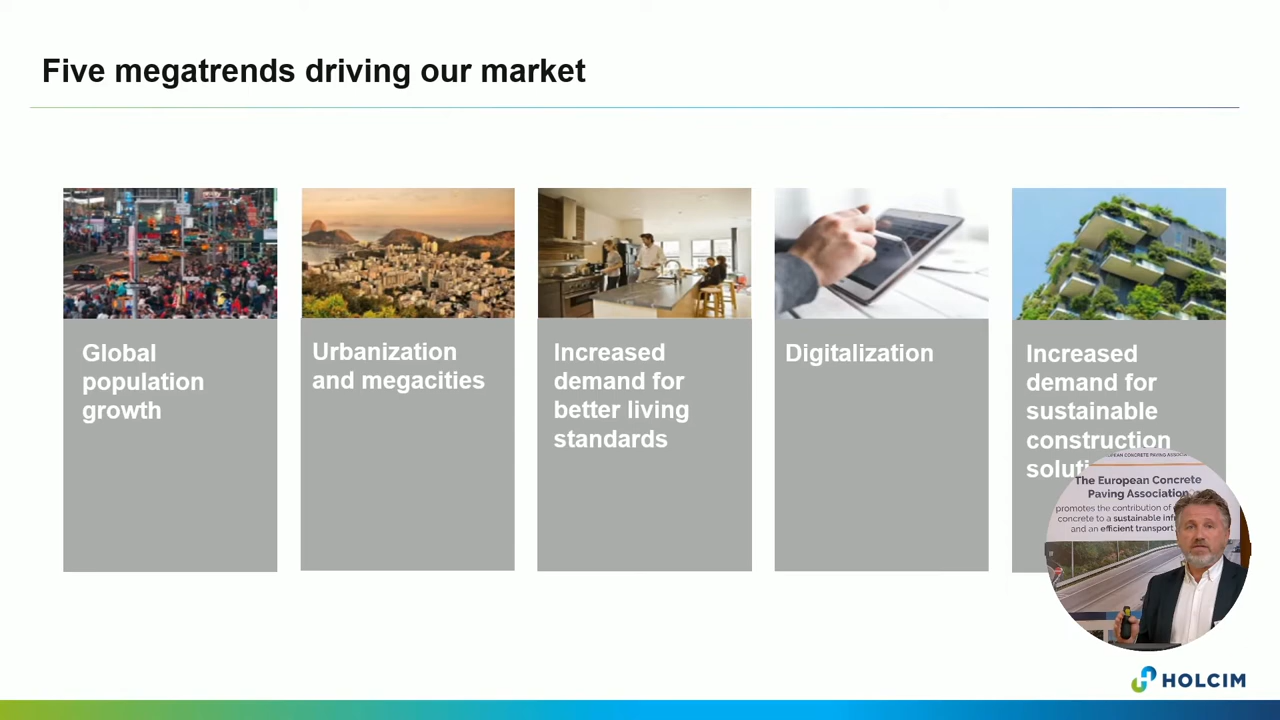 Five megatrends driving our market
Global
population
growth
Urbanization
and megacities
Increased
demand for
better living
standards
Digitalization
Increased
demand for
sustainable
construction
The European Concrete
Paving Association
promotes the contribution of
concrete to a sustainable
and an efficient transport
HOLCIM